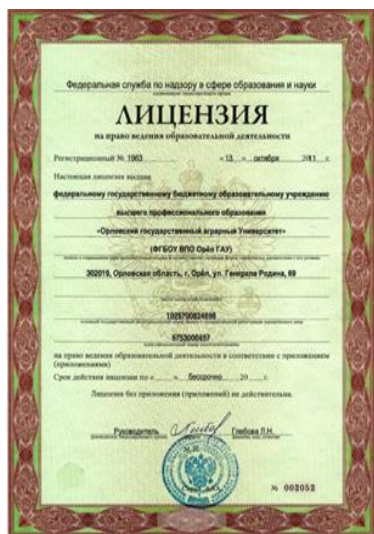 Федеральная служба по надзору в сфере образования и науки
ЛИЦЕНЗИЯ
на право ведения образовательной деятельности
Регистрационный № 1963 « 13 » октября 2011 г.
Настоящая лицензия выдана
федеральному государственному бюджетному образовательному учреждению
высшего профессионального образования
«Орловский государственный аграрный Университет»
(ФГБОУ ВПО Орёл ГАУ)
302019, Орловская область, г. Орёл, ул. Генерала Родина, 69
на право ведения образовательной деятельности в соответствии с приложением
(приложениями)
Срок действия лицензии по « » бессрочно 20 г.
Лицензия без приложения (приложений) не действительна.
Руководитель Глебова Л.Н.
№ 002052